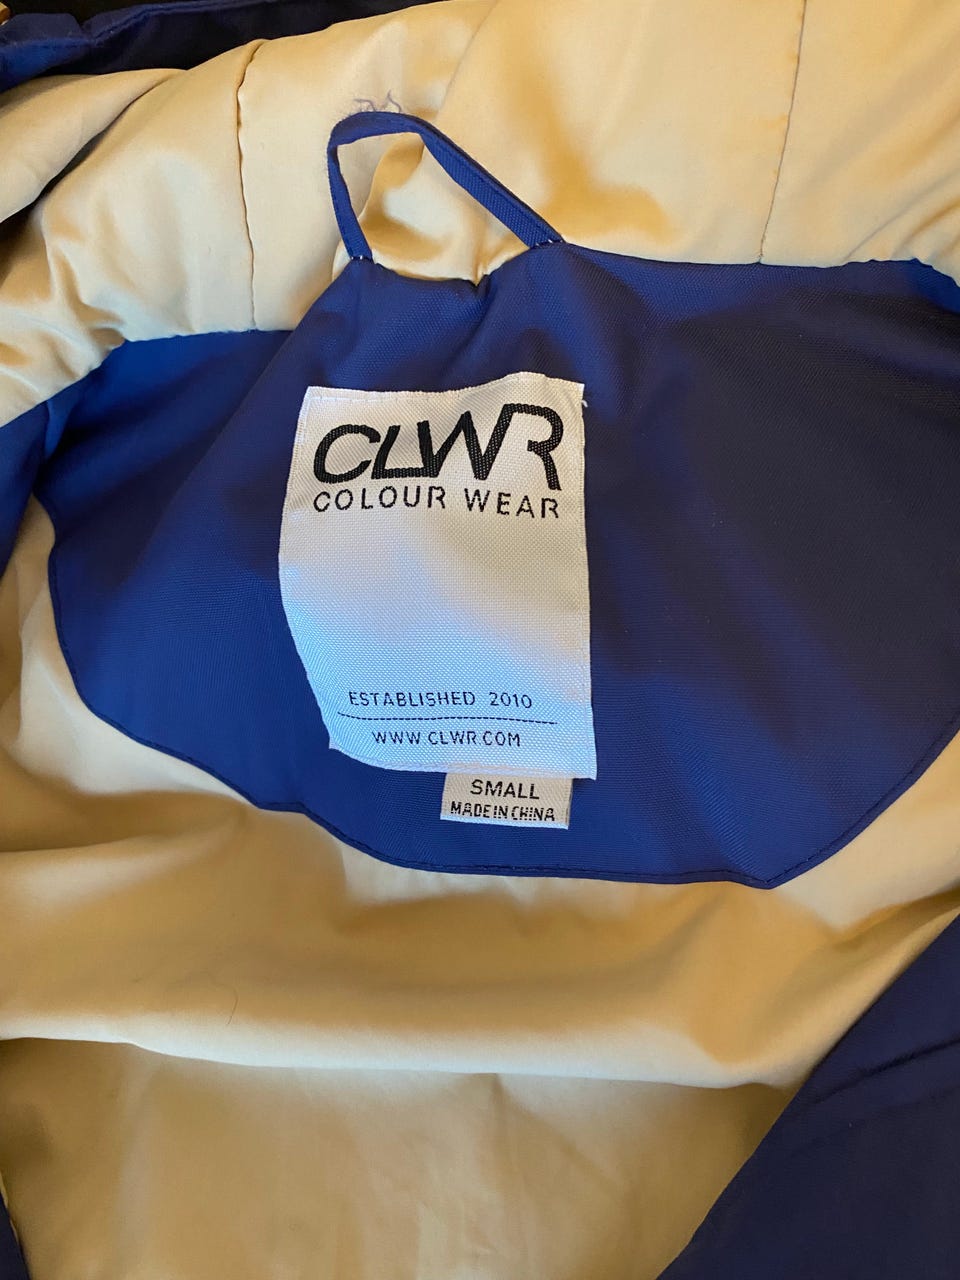 CLWR
COLOUR WEAR
ESTABLISHED 2010
WWW.CLWR.COM
SMALL
MADE IN CHINA